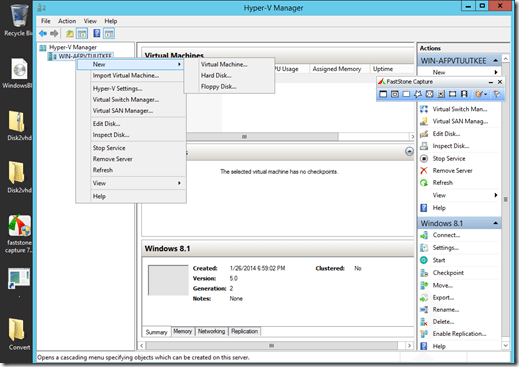 Hyper-V Manager
File Action View Help
Recycle Bin
WindowsBl
Disk2vhd
Disk2vhd
faststone
capture 7.
Convert
Hyper-V Manager
WIN-AFPVTUUTKEE
New
Import Virtual Machine...
Hyper-V Settings...
Virtual Switch Manager...
Virtual SAN Manager...
Edit Disk...
Inspect Disk...
Stop Service
Remove Server
Refresh
View
Help
Virtual Machine...
Hard Disk...
Floppy Disk...
Virtual Machines
PU Usage Assigned Memory Uptime
The selected virtual machine has no checkpoints.
Windows 8.1
Created: 1/26/2014 6:59:02 PM Clustered: No
Version: 5.0
Generation: 2
Notes: None
Summary Memory Networking Replication
Actions
WIN-AFPVTUUTKEE
New
FastStone Capture
Virtual Switch Man...
Virtual SAN Manag...
Edit Disk...
Inspect Disk...
Stop Service
Remove Server
Refresh
View
Help
Windows 8.1
Connect...
Settings...
Start
Checkpoint
Move...
Export...
Rename...
Delete...
Enable Replication...
Help
Opens a cascading menu specifying objects which can be created on this server.